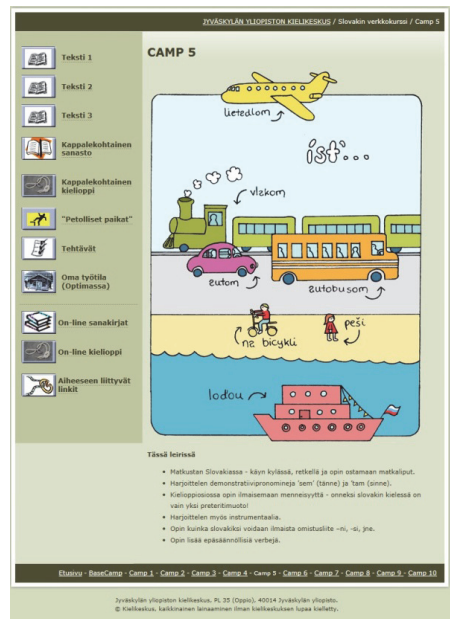 JYVÄSKYLÄN YLIOPISTON KIELIKESKUS / Slovakin verkkokurssi / Camp 5
Teksti 1
Teksti 2
Teksti 3
Kappalekohtainen
sanasto
Kappalekohtainen
kielioppi
"Petolliset paikat"
Tehtävät
Oma työtila
(Optimassa)
On-line sanakirjat
On-line kielioppi
Aiheeseen liittyvät
linkit
CAMP 5
lietadlom
ísť...
vlakom
autom
autobusom
na bicykli
peši
loďou
Tässä leirissä
Matkustan Slovakiassa - käyn kylässä, retkellä ja opin ostamaan matkaliput.
Harjoittelen demonstratiivipronomineja 'sem' (tänne) ja 'tam (sinne).
Kielioppiosiossa opin ilmaisemaan menneisyyttä - onneksi slovakin kielessä on
vain yksi preteritimuoto!
Harjoittelen myös instrumentaalia.
Opin kuinka slovakiksi voidaan ilmaista omistusliite –ni, -si, jne.
Opin lisää epäsäännöllisiä verbejä.
Etusivu - BaseCamp - Camp 1 - Camp 2 - Camp 3 - Camp 4 - Camp 5 - Camp 6 - Camp 7 - Camp 8 - Camp 9 - Camp 10
Jyväskylän yliopiston kielikeskus, PL 35 (Oppio), 40014 Jyväskylän yliopisto.
© Kielikeskus, kaikkinainen lainaaminen ilman kielikeskuksen lupaa kielletty.